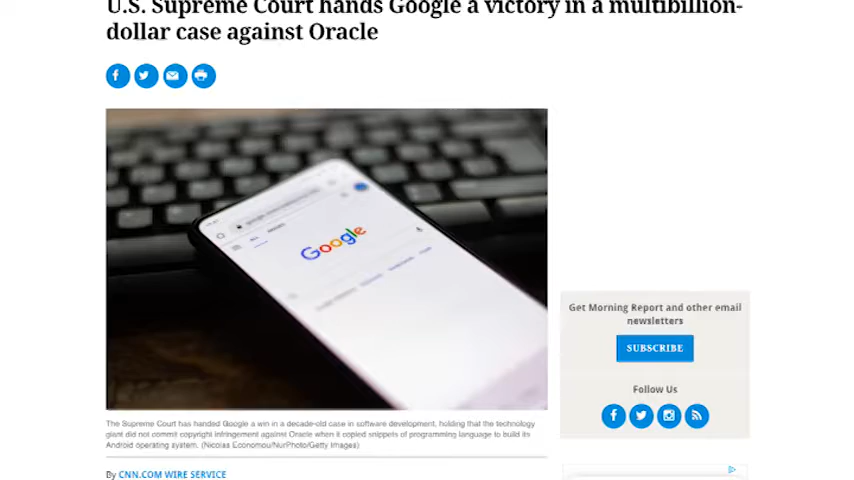 U.S. Supreme Court hands Google a victory in a multibillion-
dollar case against Oracle
Google
The Supreme Court has handed Google a win in a decade-old case in software development, holding that the technology
giant did not commit copyright infringement against Oracle when it copied snippets of programming language to build its
Android operating system. (Nicolas Economou/NurPhoto/Getty Images)
By CNN.COM WIRE SERVICE
Get Morning Report and other email
newsletters
SUBSCRIBE
Follow Us